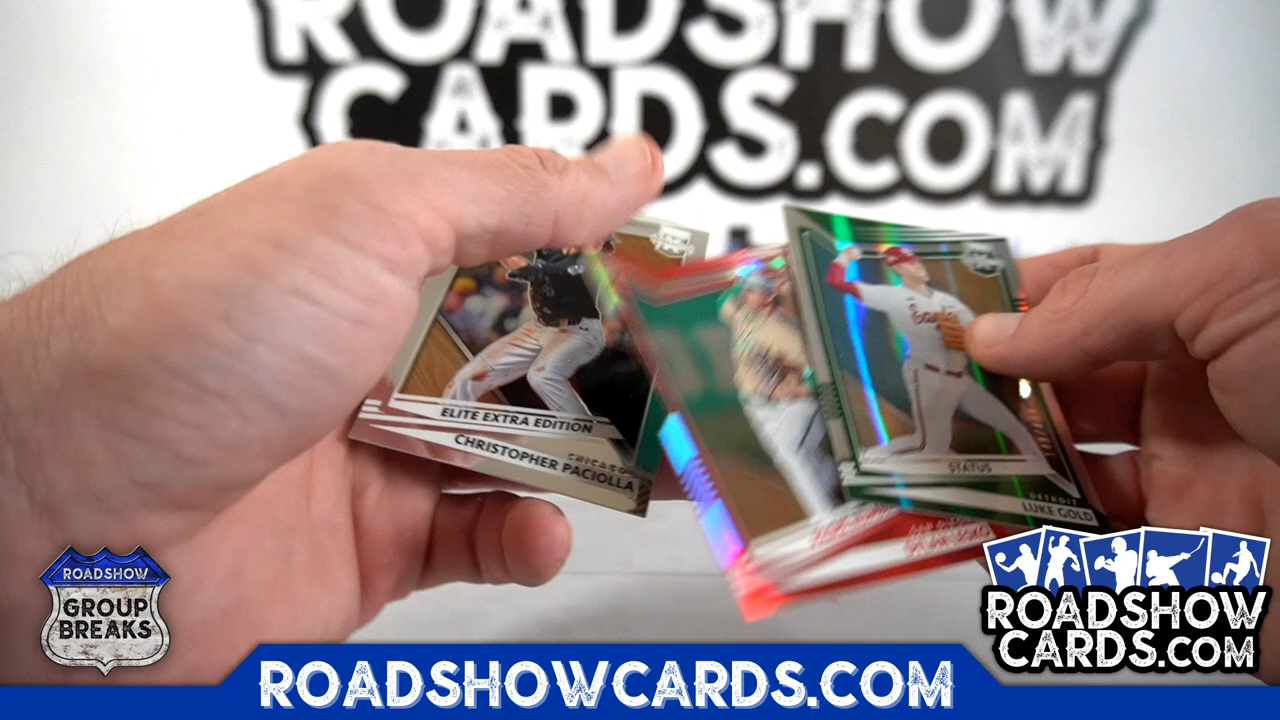 ROADSHOW
CARDS.COM
ELITE EXTRA EDITION
CHICAGO
CHRISTOPHER PACIOLLA
STATUS
DETROIT
LUKE GOLD
ROADSHOW
GROUP
BREAKS
ROADSHOW
CARDS.COM
ROADSHOWCARDS.COM